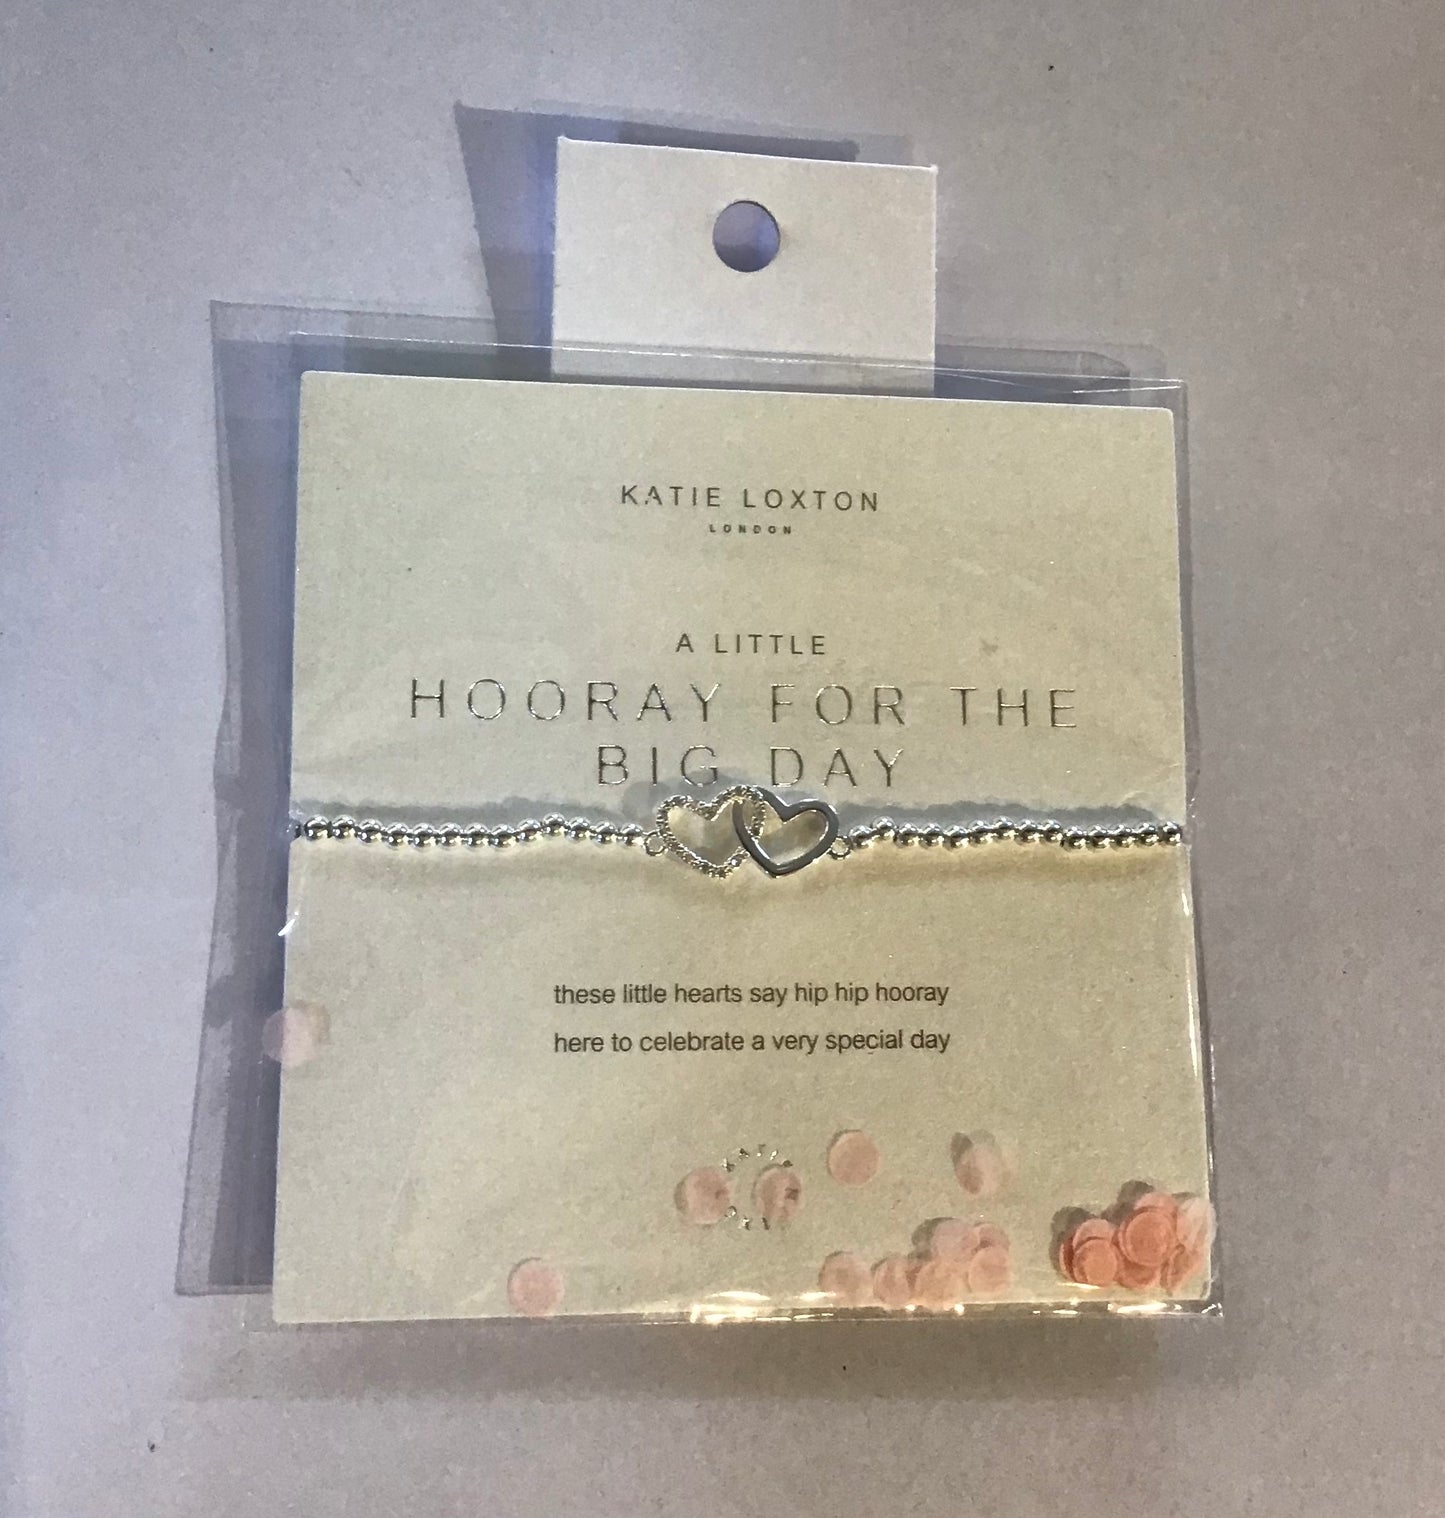 KATIE LOXTON
LONDON
A LITTLE
HOORAY FOR THE
BIG DAY
these little hearts say hip hip hooray
here to celebrate a very special day
KATIE